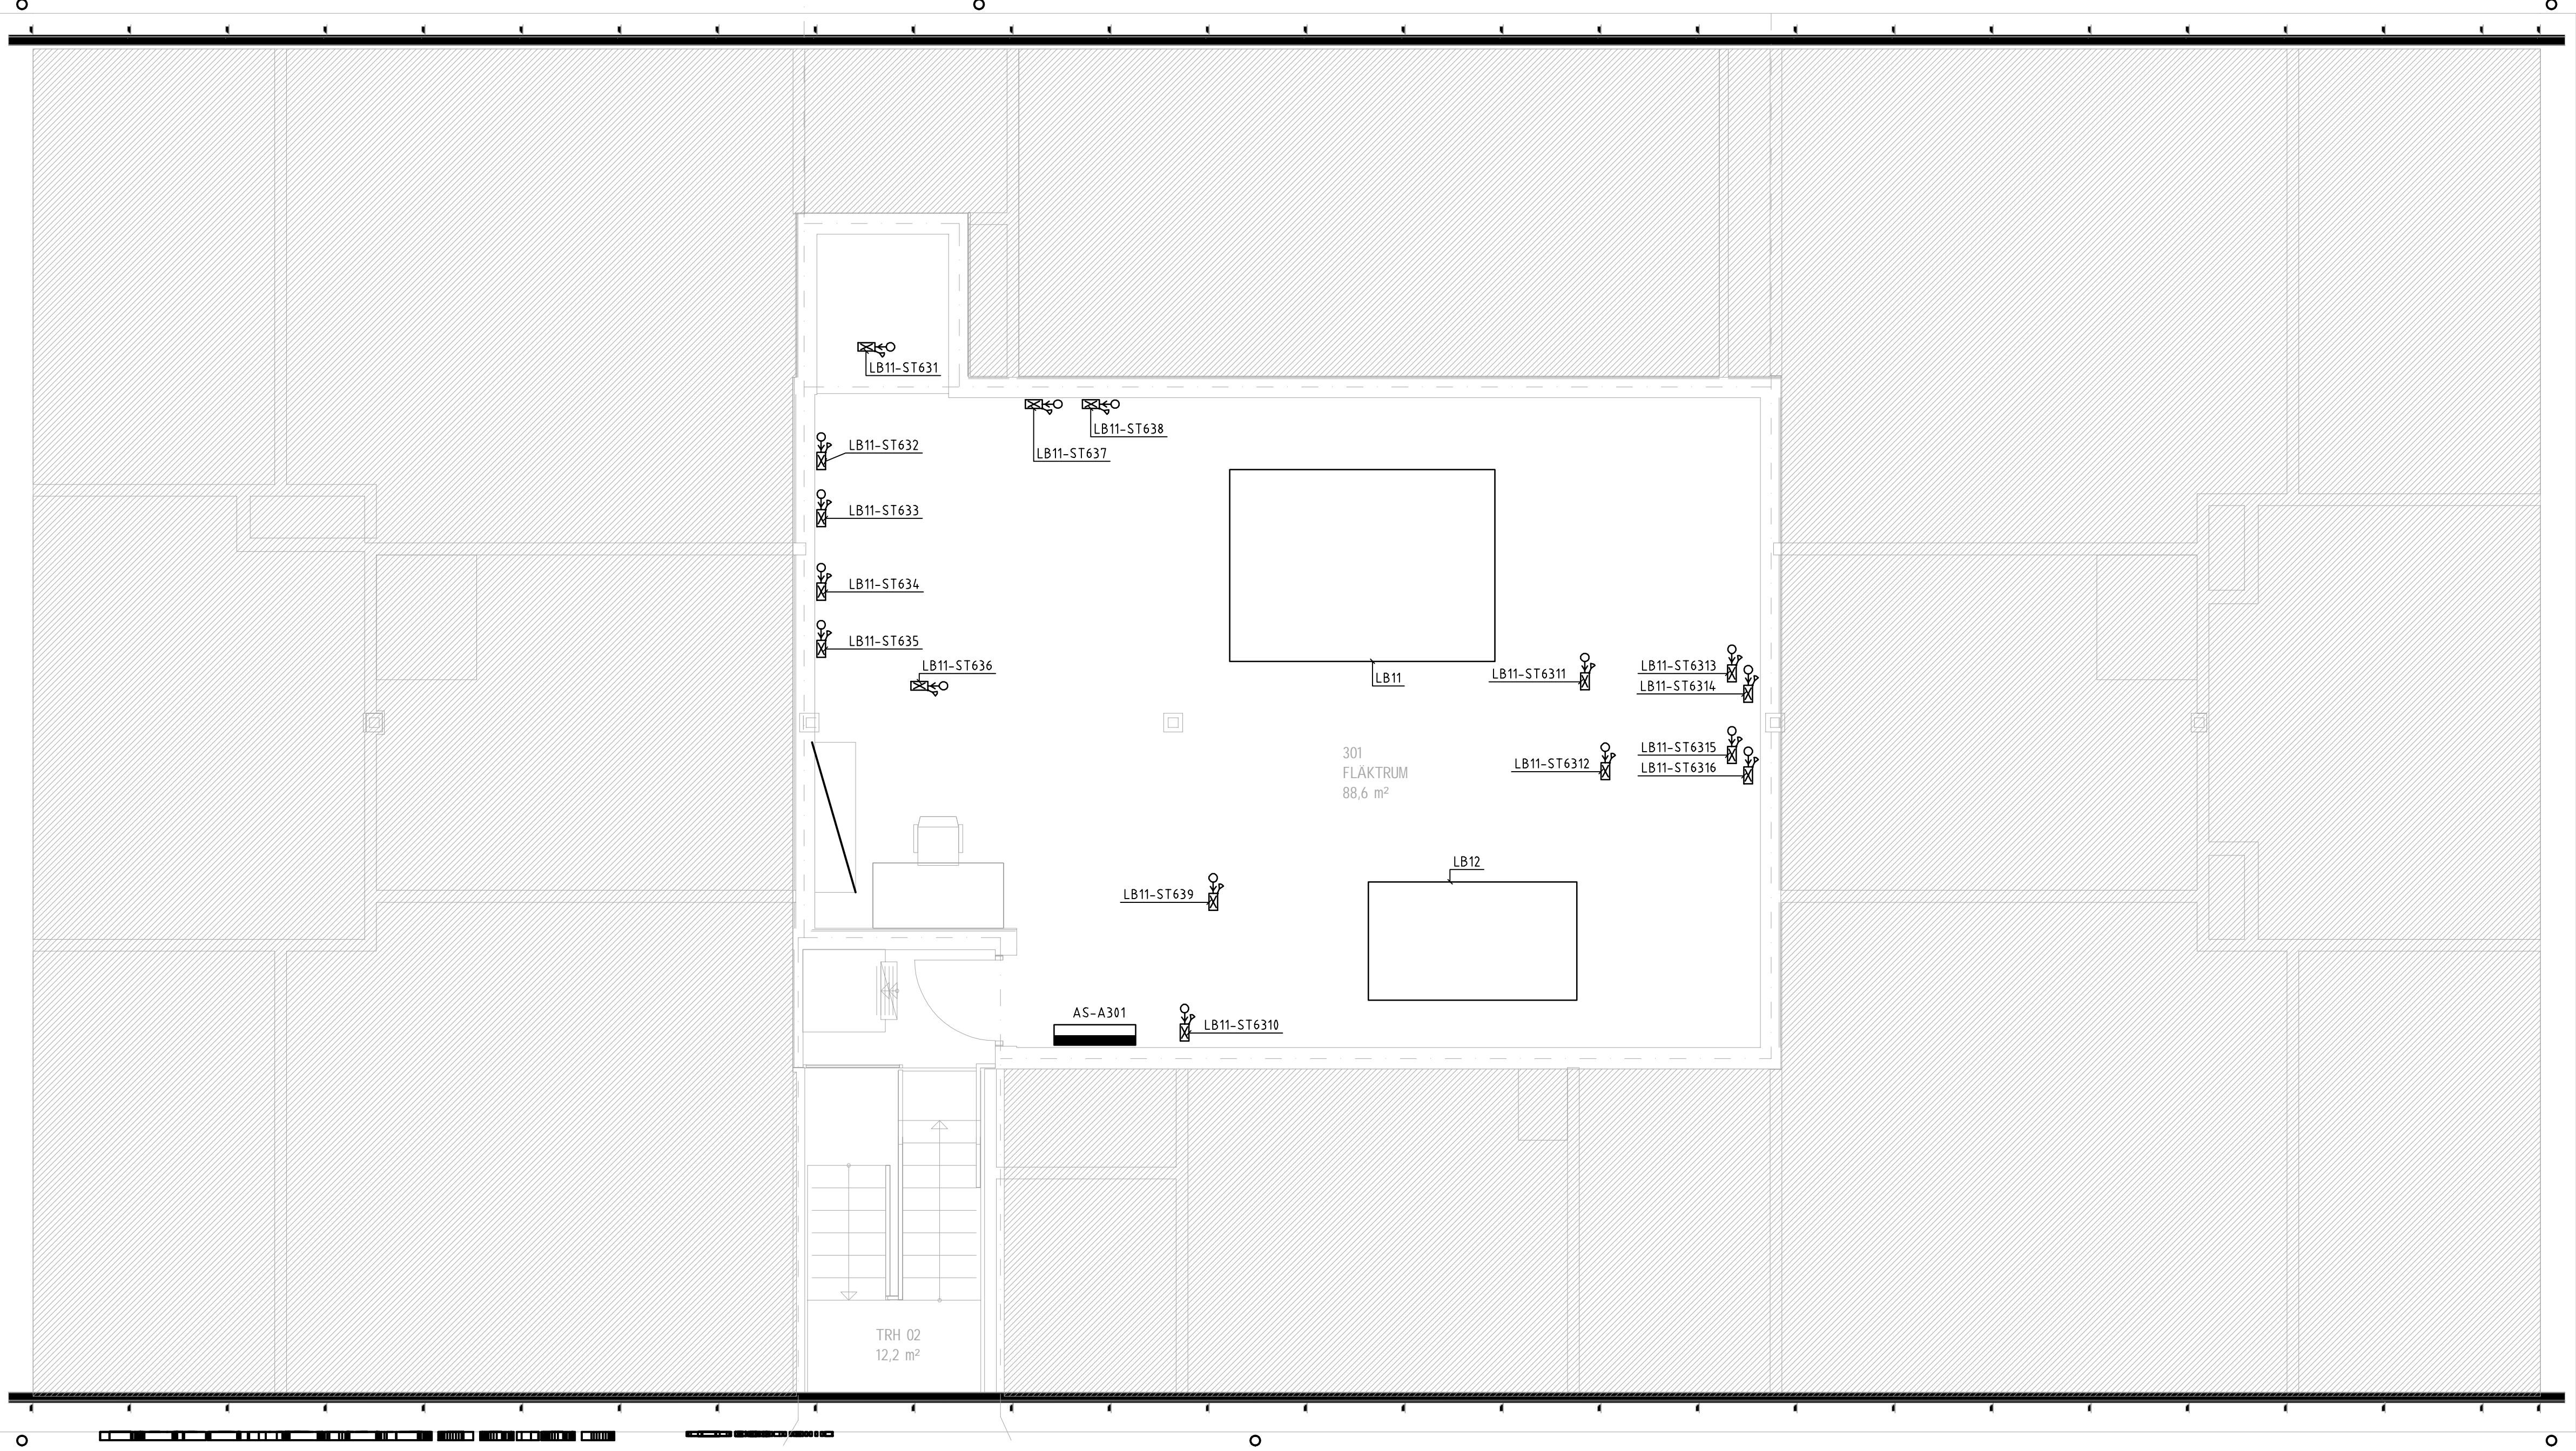 LB11-ST631
LB11-ST632
LB11-ST638
LB11-ST637
LB11-ST633
LB11-ST634
LB11-ST635
LB11-ST636
LB11
LB11-ST6311
LB11-ST6313
LB11-ST6314
301
FLÄKTRUM
88,6 m²
LB11-ST6312
LB11-ST6315
LB11-ST6316
LB12
LB11-ST639
AS-A301
LB11-ST6310
TRH 02
12,2 m²